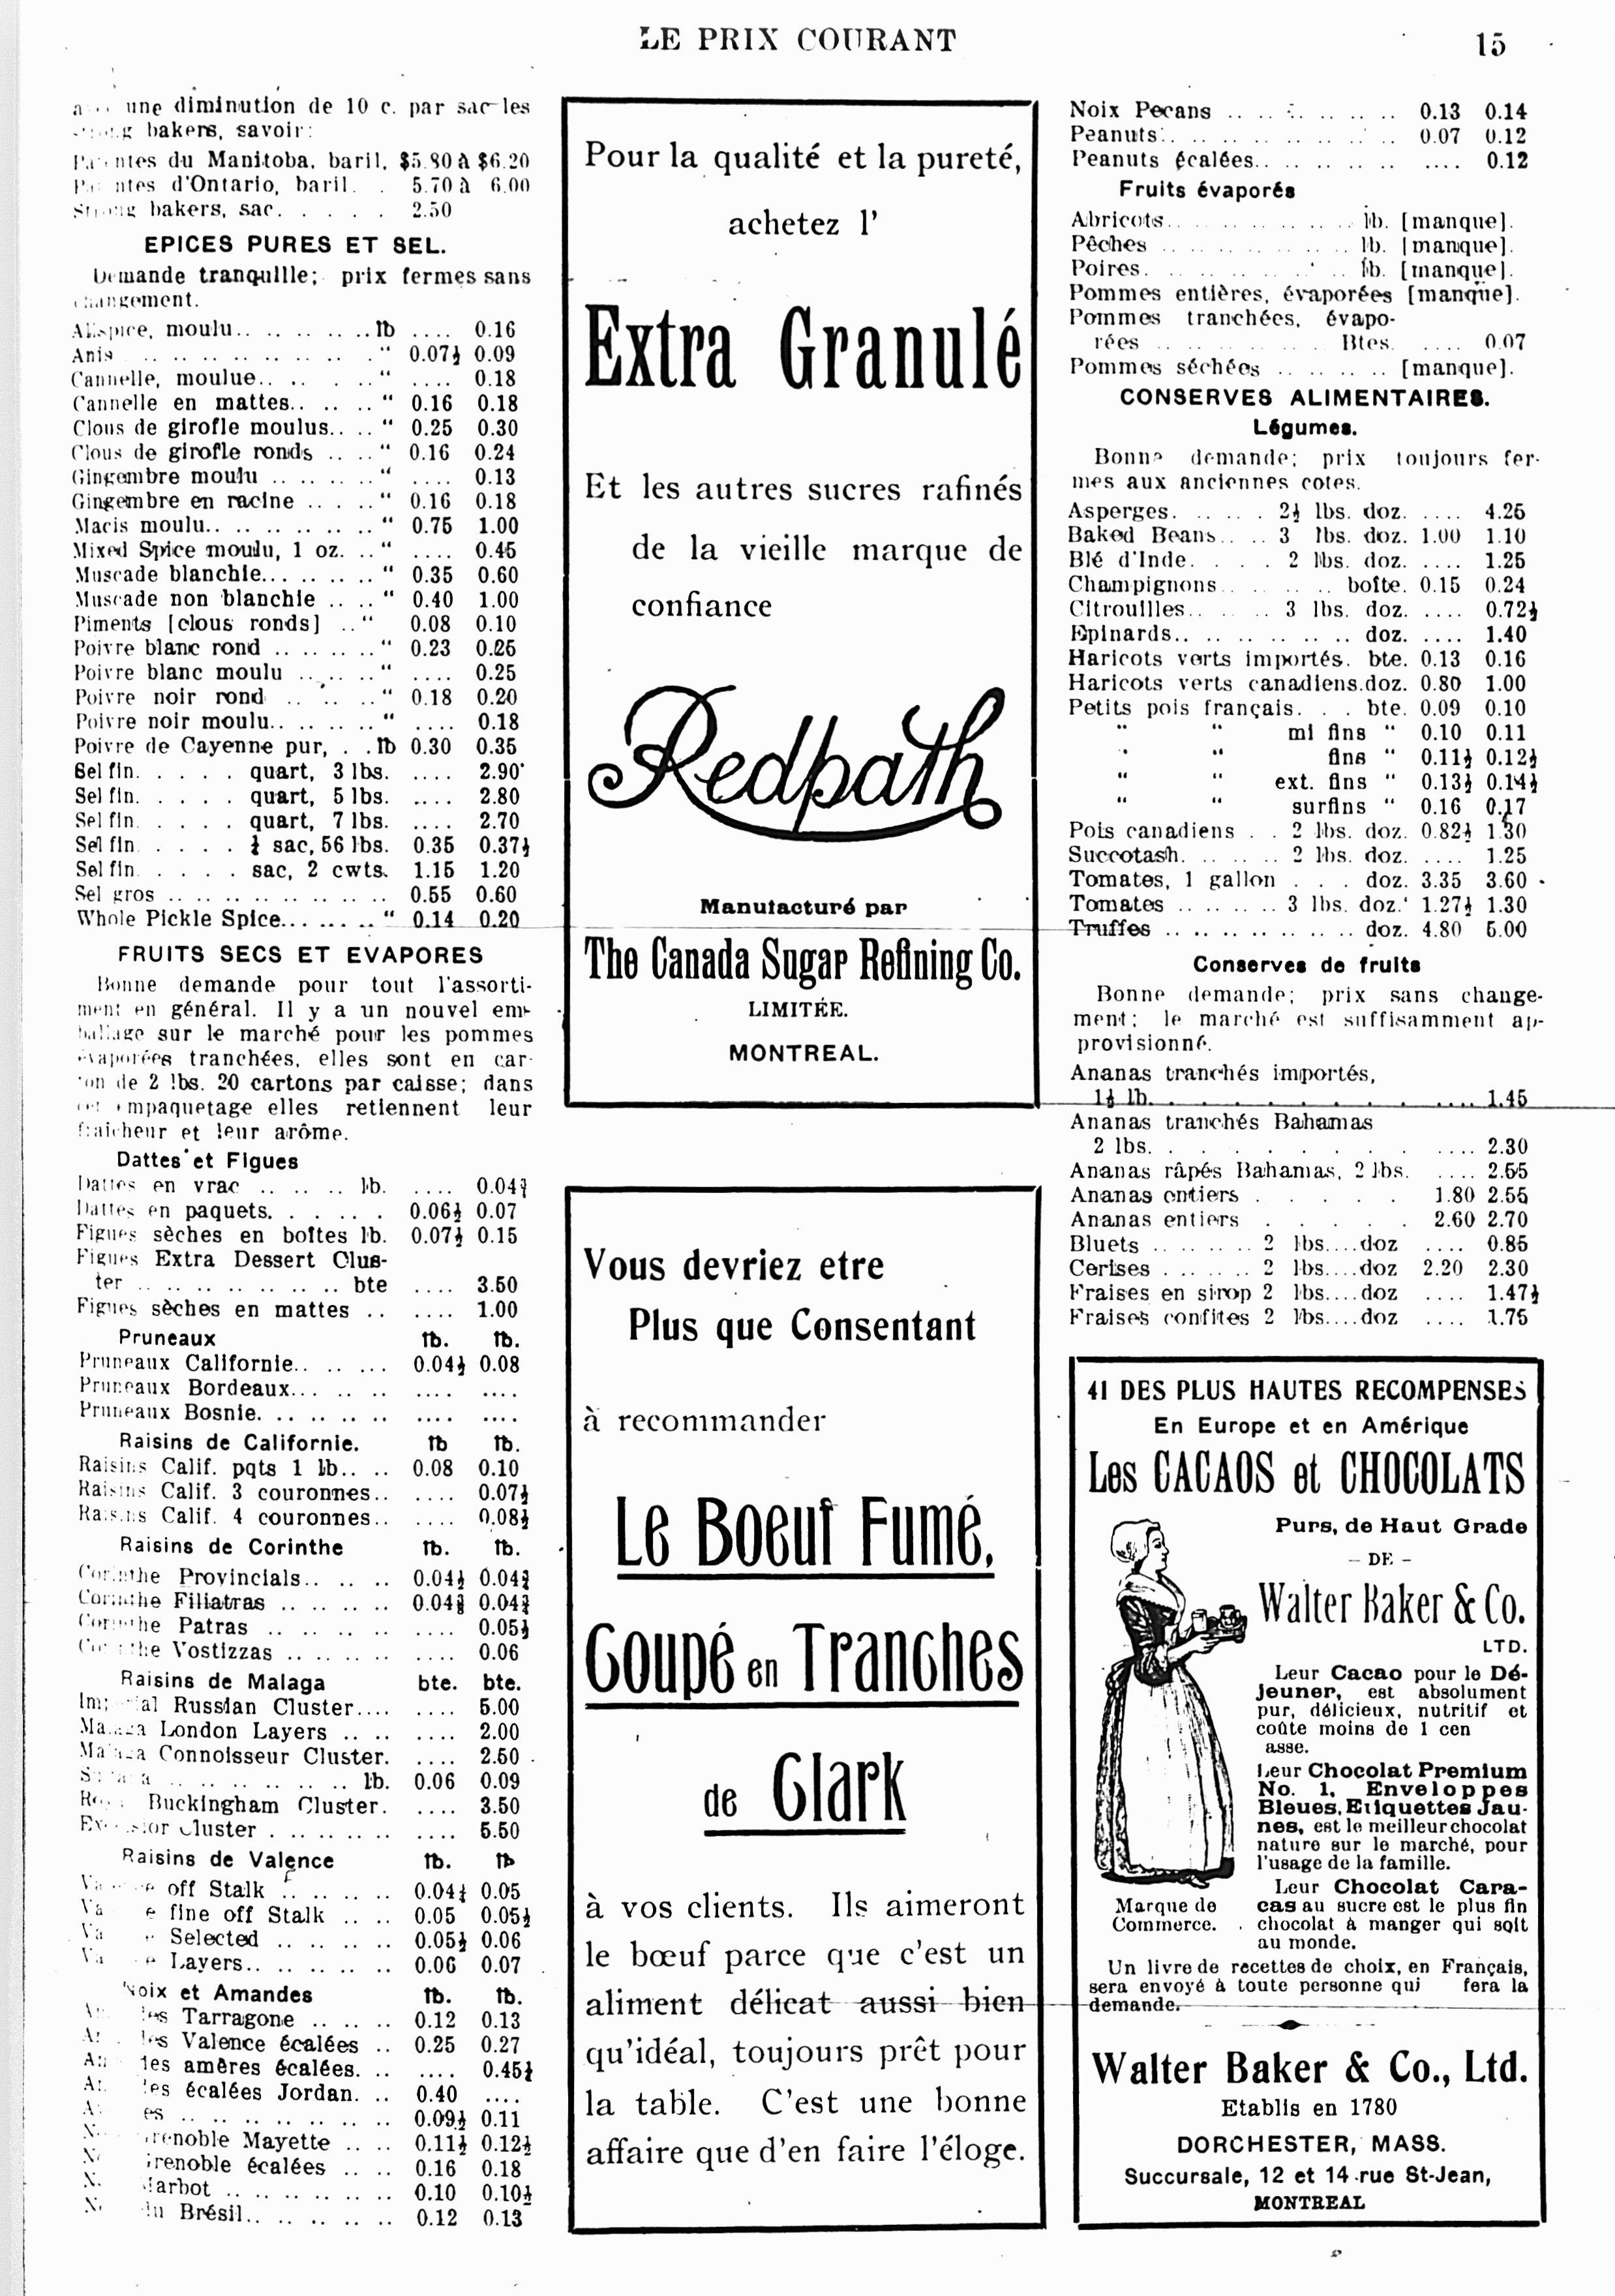 LE PRIX COURANT
15
une diminution de 10 c. par sac les
bakers, savoir:
du Manitoba, baril, $5.80 à $6.20
d'Ontario, baril. . 5.70 à 6.00
bakers, sac. . . . . . 2.50
EPICES PURES ET SEL.
Demande tranquille; prix fermes sans
changement.
Allspice, moulu.. .. .. .. ..lb .... 0.16
Anis .. .. .. .. .. .. .. ." 0.07½ 0.09
Cannelle, moulue.. .. . .. .." .... 0.18
Cannelle en mattes.. .. .. .." 0.16 0.18
Clous de girofle moulus.. .. .." 0.25 0.30
Clous de girofle ronds .. .. .." 0.16 0.24
Gingembre moulu .. .. .. .." .... 0.13
Gingembre en racine .. .. .." 0.16 0.18
Macis moulu.. .. .. .. .. .. .." 0.75 1.00
Mixed Spice moulu, 1 oz. .. .." .... 0.45
Muscade blanchie... .. .. .. .." 0.35 0.60
Muscade non blanchie .. .. .." 0.40 1.00
Piments [clous ronds] .. .." 0.08 0.10
Poivre blanc rond .. .. .. .." 0.23 0.26
Poivre blanc moulu .. .. .." .... 0.25
Poivre noir rond .. .. .. .." 0.18 0.20
Poivre noir moulu.. .. .. .. .." .... 0.18
Poivre de Cayenne pur, . .lb 0.30 0.35
Sel fin. . . . . quart, 3 lbs. .... 2.90
Sel fin. . . . . quart, 5 lbs. .... 2.80
Sel fin. . . . . quart, 7 lbs. .... 2.70
Sel fin. . . . . ¼ sac, 56 lbs. 0.35 0.37½
Sel fin. . . . . sac, 2 cwts. 1.15 1.20
Sel gros .. .. .. .. .. .. .. 0.55 0.60
Whole Pickle Spice... ... .. " 0.14 0.20
FRUITS SECS ET EVAPORES
Bonne demande pour tout l'assorti-
ment en général. Il y a un nouvel em-
ballage sur le marché pour les pommes
évaporées tranchées, elles sont en car-
ton de 2 lbs. 20 cartons par caisse; dans
cet empaquetage elles retiennent leur
fraicheur et leur arôme.
Dattes et Figues
Dattes en vrac .. .. .. lb. .... 0.04¾
Dattes en paquets. . . . . . 0.06½ 0.07
Figues sèches en boîtes lb. 0.07½ 0.15
Figues Extra Dessert Clus-
ter .. .. .. .. .. .. .. bte .... 3.50
Figues sèches en mattes .. .... 1.00
Pruneaux lb. lb.
Pruneaux Californie.. .. ... 0.04½ 0.08
Pruneaux Bordeaux... .. .. .... ....
Pruneaux Bosnie. .. .. .. .. .... ....
Raisins de Californie. lb lb.
Raisins Calif. pqts 1 lb.. .. 0.08 0.10
Raisins Calif. 3 couronnes.. .... 0.07½
Raisins Calif. 4 couronnes.. .... 0.08½
Raisins de Corinthe lb. lb.
Corinthe Provincials.. .. .. 0.04½ 0.04¾
Corinthe Filiatras .. .. .. .. 0.04⅝ 0.04¾
Corinthe Patras .. .. .. .. .... 0.05½
Corinthe Vostizzas .. .. .. .. .... 0.06
Raisins de Malaga bte. bte.
Russian Cluster.... .... 5.00
Malaga London Layers .. .. .... 2.00
Malaga Connoisseur Cluster. .... 2.50
.. .. .. .. .. .. .. lb. 0.06 0.09
Buckingham Cluster. .... 3.50
Cluster . .. .. .. .. .... 5.50
Raisins de Valence lb. lb
off Stalk .. .. .. .. 0.04½ 0.05
fine off Stalk .. .. 0.05 0.05½
Selected .. .. .. .. 0.05½ 0.06
Layers.. .. .. .. .. 0.06 0.07
Noix et Amandes lb. lb.
Tarragone .. .. .. 0.12 0.13
Valence écalées .. 0.25 0.27
amères écalées. .. .... 0.45½
écalées Jordan. .. 0.40 ....
.. .. .. .. .. .. .. 0.09½ 0.11
Grenoble Mayette .. .. 0.11½ 0.12½
Grenoble écalées .. .. 0.16 0.18
Marbot .. .. .. .. .. .. 0.10 0.10½
du Brésil.. .. .. .. .. .. 0.12 0.13
Pour la qualité et la pureté,
achetez l'
Extra Granulé
Et les autres sucres rafinés
de la vieille marque de
confiance
Redpath
Manufacturé par
The Canada Sugar Refining Co.
LIMITÉE.
MONTREAL.
Vous devriez etre
Plus que Consentant
à recommander
Le Boeuf Fumé,
Coupé en Tranches
de Clark
à vos clients. Ils aimeront
le bœuf parce que c'est un
aliment délicat aussi bien
qu'idéal, toujours prêt pour
la table. C'est une bonne
affaire que d'en faire l'éloge.
Noix Pecans .. .. .. .. .. .. 0.13 0.14
Peanuts.. .. .. .. .. .. .. .. 0.07 0.12
Peanuts écalées.. .. .. .. .. .... 0.12
Fruits évaporés
Abricots.. .. .. .. .. .. .. lb. [manque].
Pêches .. .. .. .. .. .. .. lb. [manque].
Poires. .. .. .. .. .. .. .. lb. [manque].
Pommes entières, évaporées [manque].
Pommes tranchées, évapo-
rées .. .. .. .. .. .. Btes. .... 0.07
Pommes séchées .. .. .. .. [manque].
CONSERVES ALIMENTAIRES.
Légumes.
Bonne demande; prix toujours fer-
mes aux anciennes cotes.
Asperges. . . . . . 2½ lbs. doz. .... 4.25
Baked Beans.. .. .. 3 lbs. doz. 1.00 1.10
Blé d'Inde. . . . . 2 lbs. doz. .... 1.25
Champignons .. .. .. .. boîte. 0.15 0.24
Citrouilles.. .. .. .. 3 lbs. doz. .... 0.72½
Epinards.. .. .. .. .. .. doz. .... 1.40
Haricots verts importés. bte. 0.13 0.16
Haricots verts canadiens.doz. 0.80 1.00
Petits pois français. . . bte. 0.09 0.10
" " mi fins " 0.10 0.11
" " fins " 0.11½ 0.12½
" " ext. fins " 0.13½ 0.14½
" " surfins " 0.16 0.17
Pois canadiens . . 2 lbs. doz. 0.82½ 1.30
Succotash. .. .. .. 2 lbs. doz. .... 1.25
Tomates, 1 gallon . . . doz. 3.35 3.60
Tomates .. .. .. .. 3 lbs. doz. 1.27½ 1.30
Truffes .. .. .. .. .. .. .. doz. 4.80 5.00
Conserves de fruits
Bonne demande; prix sans change-
ment; le marché est suffisamment ap-
provisionné.
Ananas tranchés importés,
1½ lb. . . . . . . . . . .... 1.45
Ananas tranchés Bahamas
2 lbs. . . . . . . . . . .... 2.30
Ananas râpés Bahamas, 2 lbs. .... 2.55
Ananas entiers . . . . . 1.80 2.55
Ananas entiers . . . . . 2.60 2.70
Bluets .. .. .. .. 2 lbs....doz .... 0.85
Cerises . .. .. .. 2 lbs....doz 2.20 2.30
Fraises en sirop 2 lbs....doz .... 1.47½
Fraises confites 2 lbs....doz .... 1.75
41 DES PLUS HAUTES RECOMPENSES
En Europe et en Amérique
Les CACAOS et CHOCOLATS
Purs, de Haut Grade
– DE –
Walter Baker & Co.
LTD.
Leur Cacao pour le Dé-
jeuner, est absolument
pur, délicieux, nutritif et
coûte moins de 1 cen
asse.
Leur Chocolat Premium
No. 1, Enveloppes
Bleues, Etiquettes Jau-
nes, est le meilleur chocolat
nature sur le marché, pour
l'usage de la famille.
Leur Chocolat Cara-
cas au sucre est le plus fin
chocolat à manger qui soit
au monde.
Marque de
Commerce.
Un livre de recettes de choix, en Français,
sera envoyé à toute personne qui fera la
demande.
Walter Baker & Co., Ltd.
Etablis en 1780
DORCHESTER, MASS.
Succursale, 12 et 14 rue St-Jean,
MONTREAL